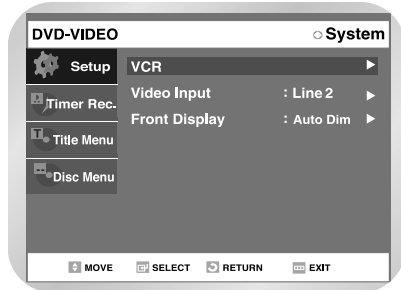 DVD-VIDEO System
Setup VCR
Video Input : Line 2
Timer Rec.
Front Display : Auto Dim
Title Menu
Disc Menu
MOVE SELECT RETURN EXIT